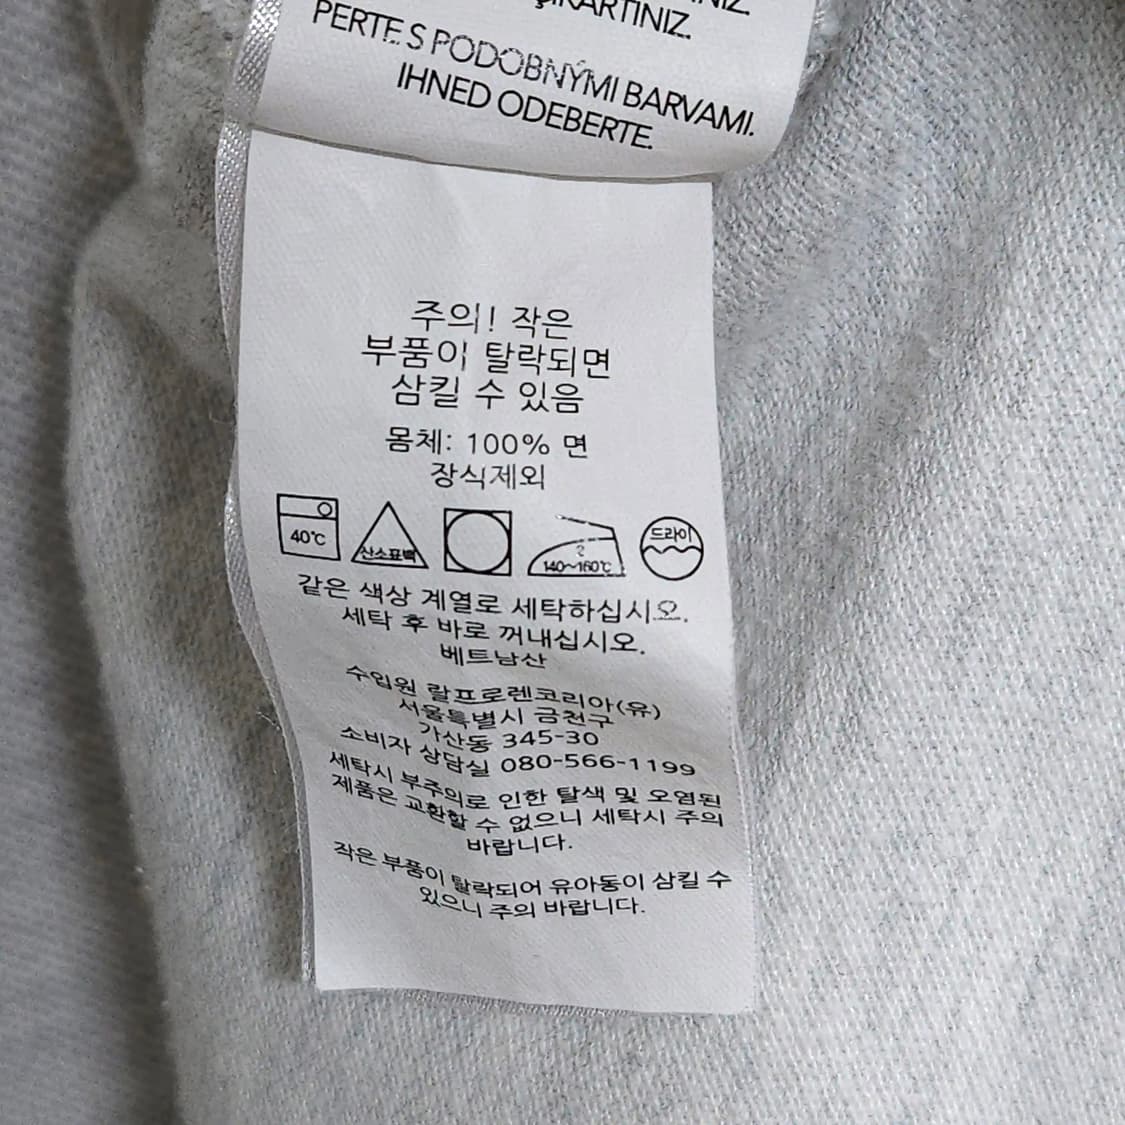 ÇIKARTINIZ.
PERTE S PODOBNÝMI BARVAMI.
IHNED ODEBERTE.
주의! 작은
부품이 탈락되면
삼킬 수 있음
몸체: 100% 면
장식제외
40℃ 산소표백 140~160℃ 드라이
같은 색상 계열로 세탁하십시오.
세탁 후 바로 꺼내십시오.
베트남산
수입원 랄프로렌코리아(유)
서울특별시 금천구
가산동 345-30
소비자 상담실 080-566-1199
세탁시 부주의로 인한 탈색 및 오염된
제품은 교환할 수 없으니 세탁시 주의
바랍니다.
작은 부품이 탈락되어 유아동이 삼킬 수
있으니 주의 바랍니다.